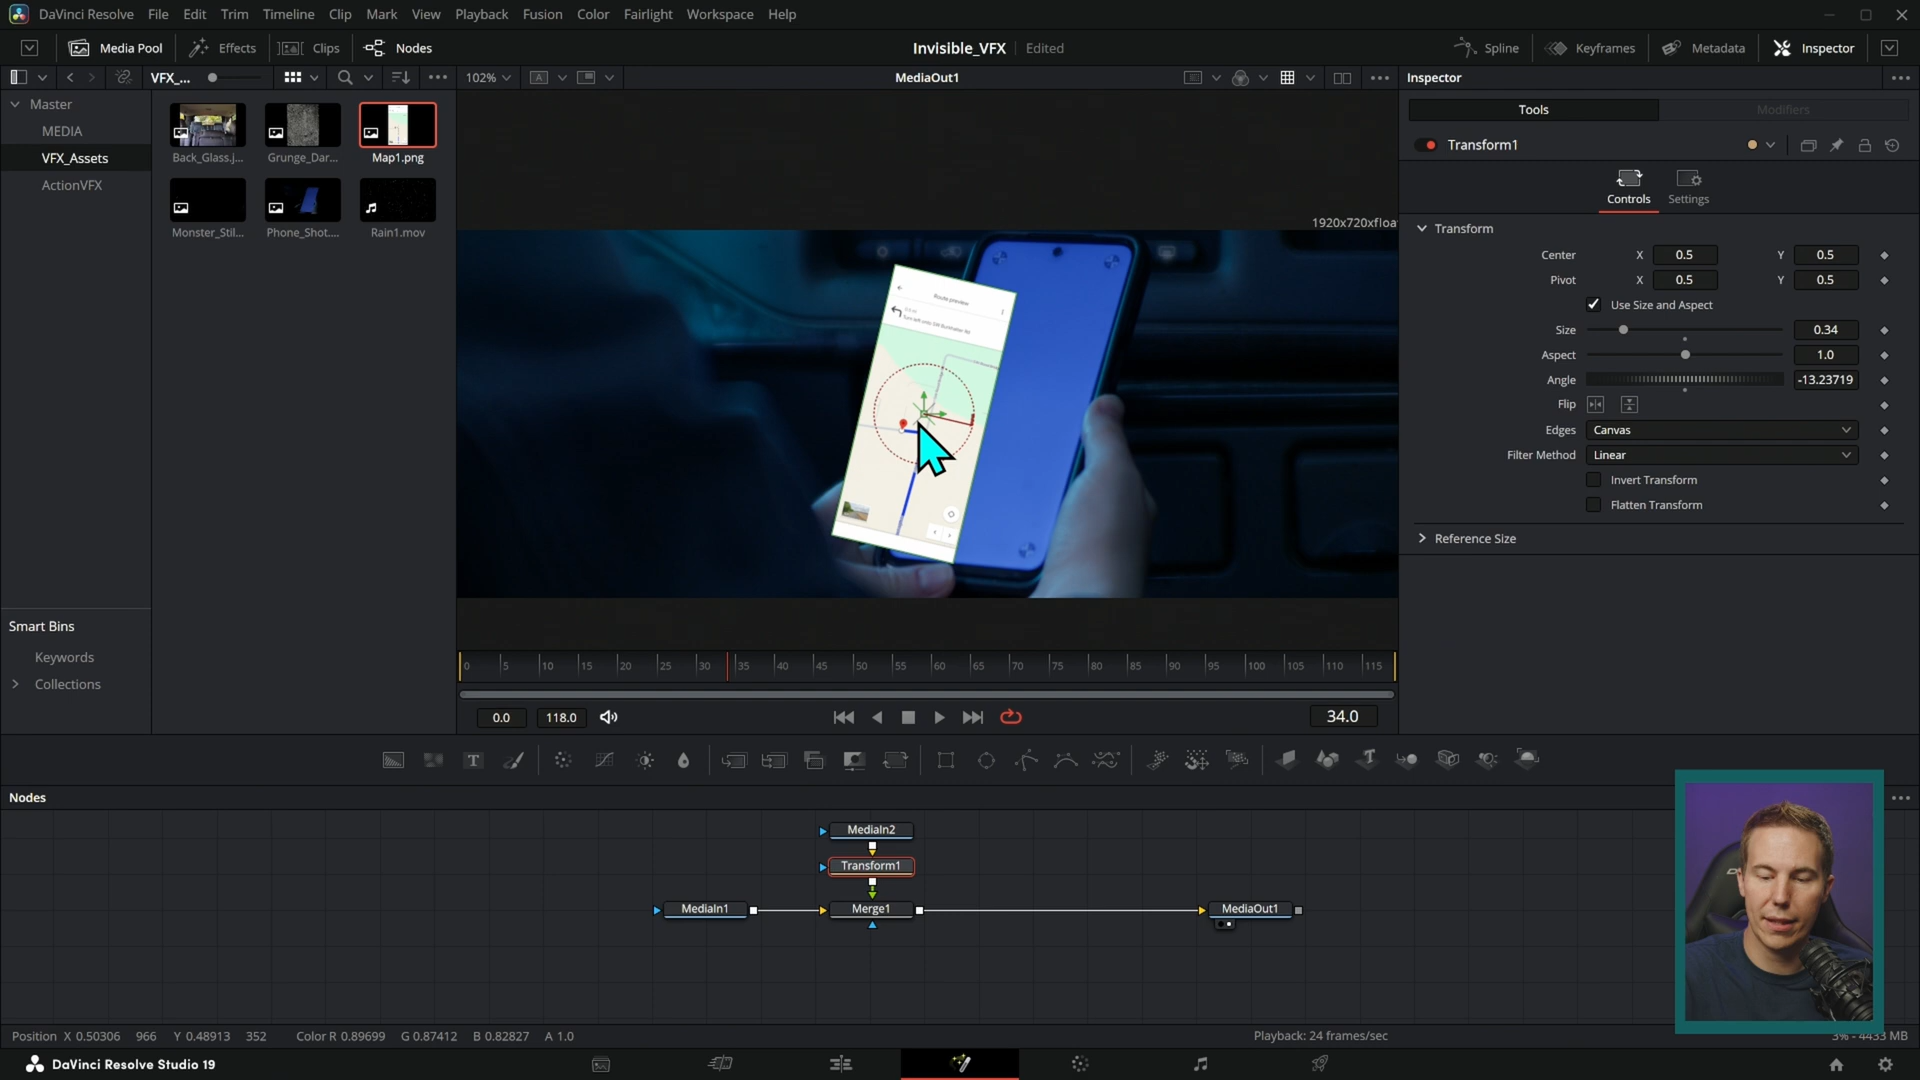 DaVinci Resolve File Edit Trim Timeline Clip Mark View Playback Fusion Color Fairlight Workspace Help
Media Pool Effects Clips Nodes Invisible_VFX Edited Spline Keyframes Metadata Inspector
VFX_... 102% MediaOut1 Inspector
Master
MEDIA
VFX_Assets
ActionVFX
Back_Glass.j... Grunge_Dar... Map1.png
Monster_Stil... Phone_Shot.... Rain1.mov
Smart Bins
Keywords
Collections
1920x720xfloa
Route preview
Tools Modifiers
Transform1
Controls Settings
Transform
Center X 0.5 Y 0.5
Pivot X 0.5 Y 0.5
Use Size and Aspect
Size 0.34
Aspect 1.0
Angle -13.23719
Flip
Edges Canvas
Filter Method Linear
Invert Transform
Flatten Transform
Reference Size
0 5 10 15 20 25 30 35 40 45 50 55 60 65 70 75 80 85 90 95 100 105 110 115
0.0 118.0 34.0
Nodes
MediaIn2
Transform1
MediaIn1 Merge1 MediaOut1
Position X 0.50306 966 Y 0.48913 352 Color R 0.89699 G 0.87412 B 0.82827 A 1.0 Playback: 24 frames/sec 3% - 4433 MB
DaVinci Resolve Studio 19